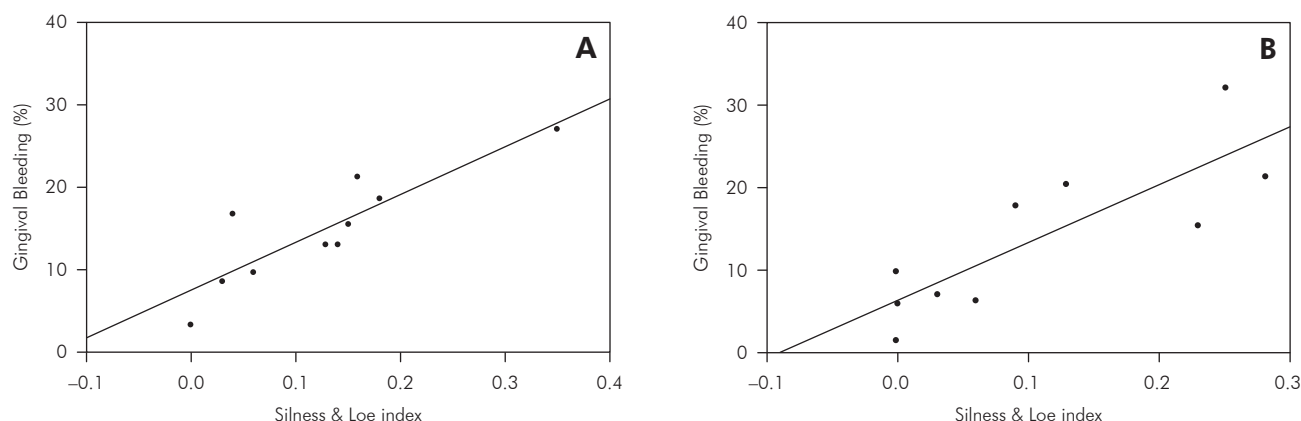 A
Gingival Bleeding (%)
40
30
20
10
0
–0.1 0.0 0.1 0.2 0.3 0.4
Silness & Loe index
B
Gingival Bleeding (%)
40
30
20
10
0
–0.1 0.0 0.1 0.2 0.3
Silness & Loe index